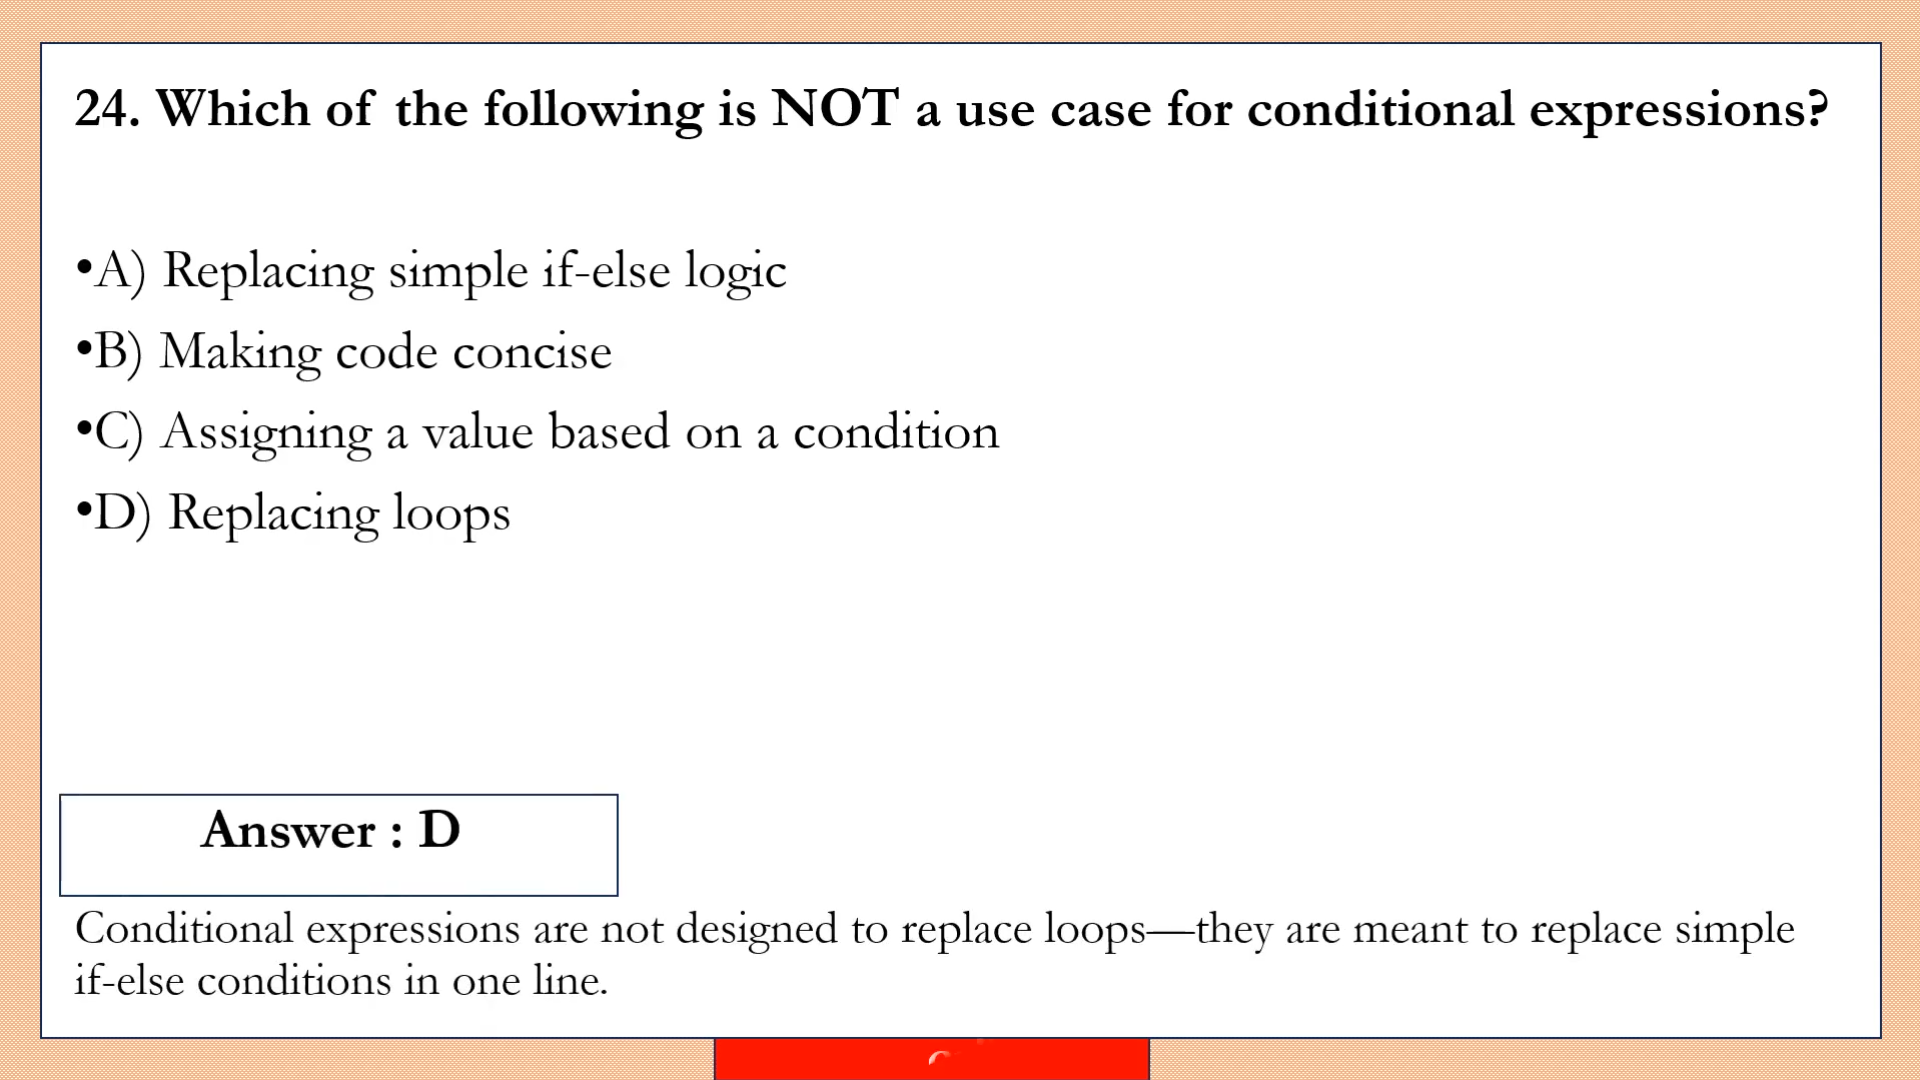 24. Which of the following is NOT a use case for conditional expressions?
•A) Replacing simple if-else logic
•B) Making code concise
•C) Assigning a value based on a condition
•D) Replacing loops
Answer : D
Conditional expressions are not designed to replace loops—they are meant to replace simple
if-else conditions in one line.